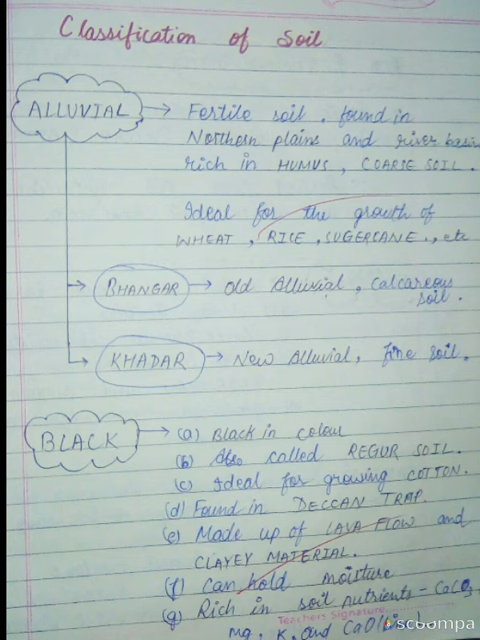 Classification of Soil
ALLUVIAL → Fertile soil, found in
Northern plains and river basin
rich in HUMUS, COARSE SOIL.
Ideal for the growth of
WHEAT, RICE, SUGERCANE, etc
BHANGAR → Old Alluvial, Calcareous
soil.
KHADAR → New Alluvial, fine soil.
BLACK → (a) Black in colour
(b) Also called REGUR SOIL.
(c) Ideal for growing COTTON.
(d) Found in DECCAN TRAP.
(e) Made up of LAVA FLOW and
CLAYEY MATERIAL.
(f) Can hold moisture
(g) Rich in soil nutrients - CaCO3,
Teacher's Signature
mg, K, and CaO
scoompa